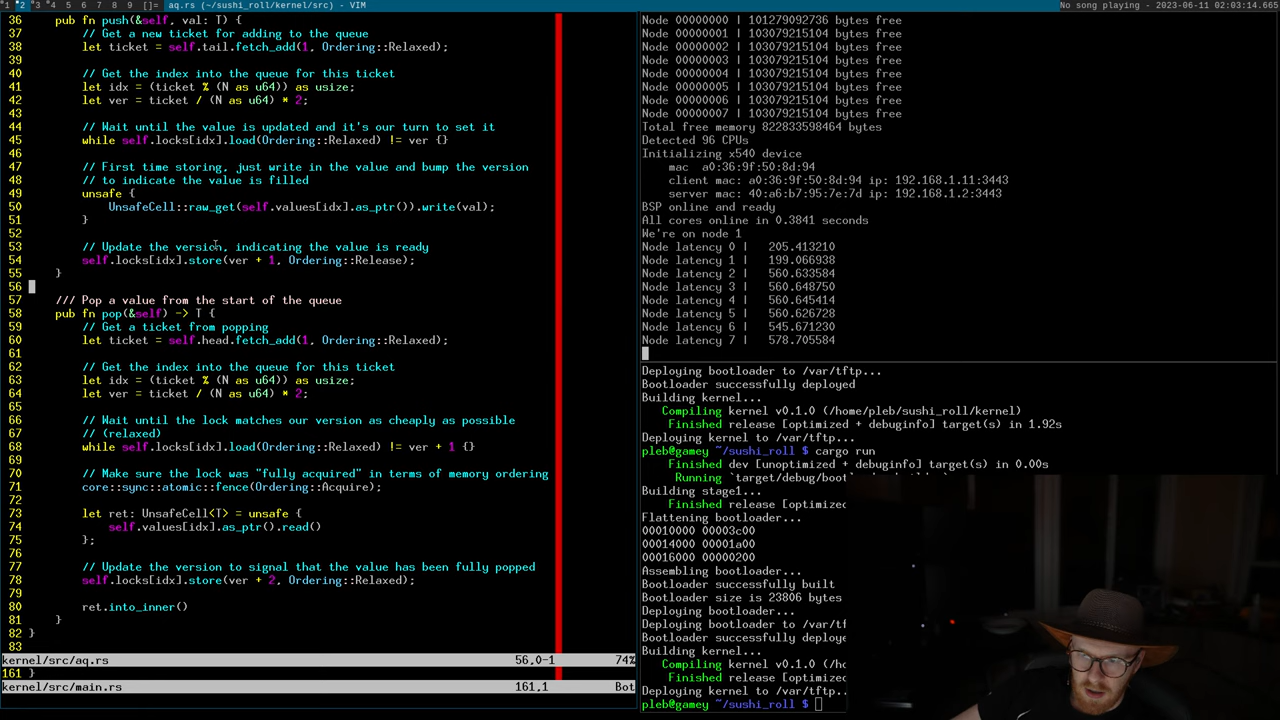 1 2 3 4 5 6 7 8 9 []= aq.rs (~/sushi_roll/kernel/src) - VIM No song playing - 2023-06-11 02:03:14.665
36 pub fn push(&self, val: T) {
37 // Get a new ticket for adding to the queue
38 let ticket = self.tail.fetch_add(1, Ordering::Relaxed);
39
40 // Get the index into the queue for this ticket
41 let idx = (ticket % (N as u64)) as usize;
42 let ver = ticket / (N as u64) * 2;
43
44 // Wait until the value is updated and it's our turn to set it
45 while self.locks[idx].load(Ordering::Relaxed) != ver {}
46
47 // First time storing, just write in the value and bump the version
48 // to indicate the value is filled
49 unsafe {
50 UnsafeCell::raw_get(self.values[idx].as_ptr()).write(val);
51 }
52
53 // Update the version, indicating the value is ready
54 self.locks[idx].store(ver + 1, Ordering::Release);
55 }
56
57 /// Pop a value from the start of the queue
58 pub fn pop(&self) -> T {
59 // Get a ticket from popping
60 let ticket = self.head.fetch_add(1, Ordering::Relaxed);
61
62 // Get the index into the queue for this ticket
63 let idx = (ticket % (N as u64)) as usize;
64 let ver = ticket / (N as u64) * 2;
65
66 // Wait until the lock matches our version as cheaply as possible
67 // (relaxed)
68 while self.locks[idx].load(Ordering::Relaxed) != ver + 1 {}
69
70 // Make sure the lock was "fully acquired" in terms of memory ordering
71 core::sync::atomic::fence(Ordering::Acquire);
72
73 let ret: UnsafeCell<T> = unsafe {
74 self.values[idx].as_ptr().read()
75 };
76
77 // Update the version to signal that the value has been fully popped
78 self.locks[idx].store(ver + 2, Ordering::Release);
79
80 ret.into_inner()
81 }
82 }
83
kernel/src/aq.rs 56,0-1 74%
161 }
kernel/src/main.rs 161,1 Bot
Node 00000000 | 101279092736 bytes free
Node 00000001 | 103079215104 bytes free
Node 00000002 | 103079215104 bytes free
Node 00000003 | 103079215104 bytes free
Node 00000004 | 103079215104 bytes free
Node 00000005 | 103079215104 bytes free
Node 00000006 | 103079215104 bytes free
Node 00000007 | 103079215104 bytes free
Total free memory 822833598464 bytes
Detected 96 CPUs
Initializing x540 device
mac a0:36:9f:50:8d:94
client mac: a0:36:9f:50:8d:94 ip: 192.168.1.11:3443
server mac: 40:a6:b7:95:7e:7d ip: 192.168.1.2:3443
BSP online and ready
All cores online in 0.3841 seconds
We're on node 1
Node latency 0 | 205.413210
Node latency 1 | 199.066938
Node latency 2 | 560.633584
Node latency 3 | 560.648750
Node latency 4 | 560.645414
Node latency 5 | 560.626728
Node latency 6 | 545.671230
Node latency 7 | 578.705584
Deploying bootloader to /var/tftp...
Bootloader successfully deployed
Building kernel...
Compiling kernel v0.1.0 (/home/pleb/sushi_roll/kernel)
Finished release [optimized + debuginfo] target(s) in 1.92s
Deploying kernel to /var/tftp...
pleb@gamey ~/sushi_roll $ cargo run
Finished dev [unoptimized + debuginfo] target(s) in 0.00s
Running `target/debug/boot
Building stage1...
Finished release [optimize
Flattening bootloader...
00010000 00003c00
00014000 00001a00
00016000 00000200
Assembling bootloader...
Bootloader successfully built
Bootloader size is 23806 bytes
Deploying bootloader...
Deploying bootloader to /var/tf
Bootloader successfully deploye
Building kernel...
Compiling kernel v0.1.0 (/ho
Finished release [optimized
Deploying kernel to /var/tftp...
pleb@gamey ~/sushi_roll $